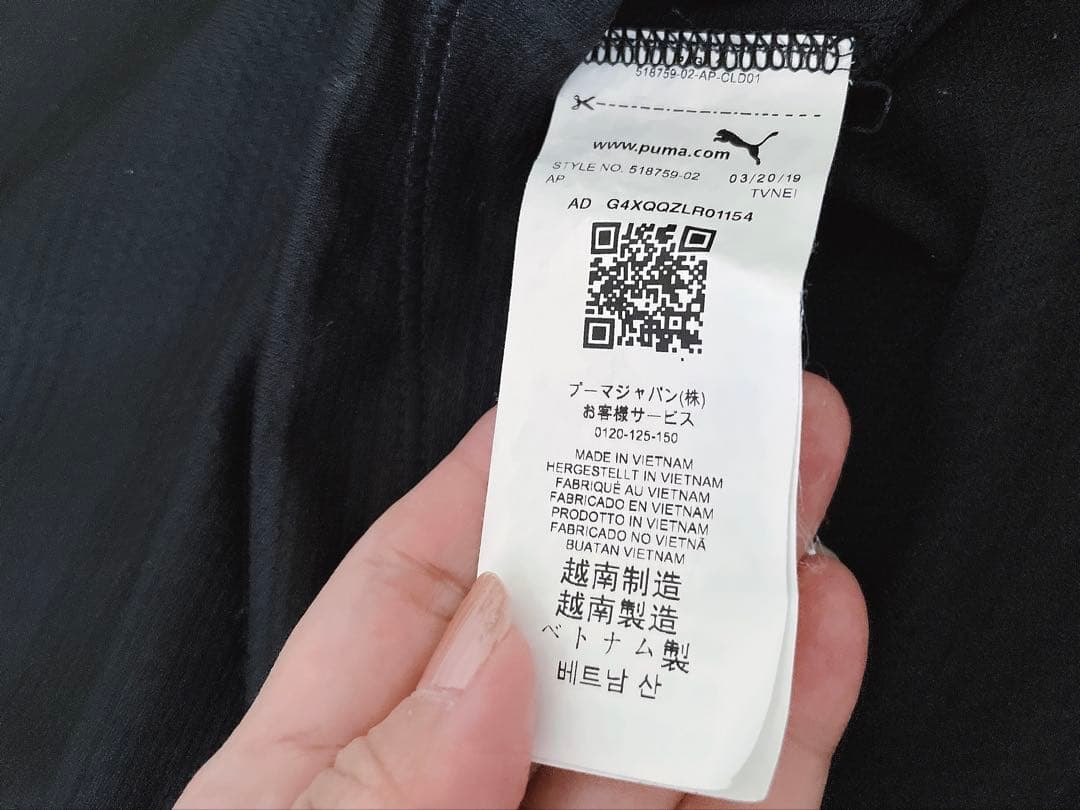 518759-02-AP-CLD01
www.puma.com
STYLE NO. 518759-02 03/20/19
AP TVNEI
AD G4XQQZLR01154
プーマジャパン(株)
お客様サービス
0120-125-150
MADE IN VIETNAM
HERGESTELLT IN VIETNAM
FABRIQUÉ AU VIETNAM
FABRICADO EN VIETNAM
PRODOTTO IN VIETNAM
FABRICADO NO VIETNÃ
BUATAN VIETNAM
越南制造
越南製造
ベトナム製
베트남 산